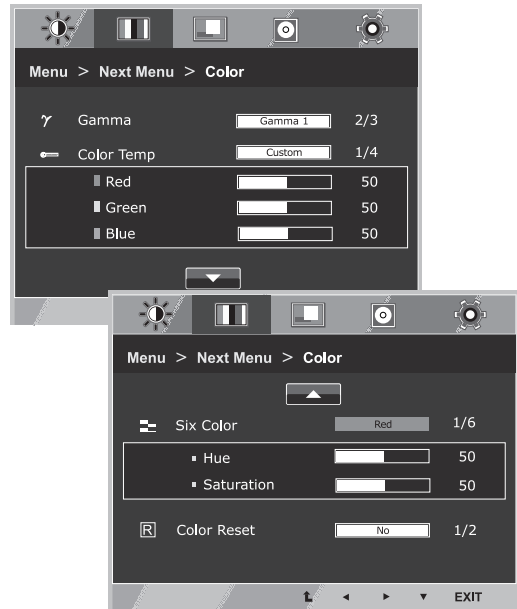 Menu > Next Menu > Color
γ Gamma Gamma 1 2/3
Color Temp Custom 1/4
Red 50
Green 50
Blue 50
Menu > Next Menu > Color
Six Color Red 1/6
Hue 50
Saturation 50
R Color Reset No 1/2
EXIT